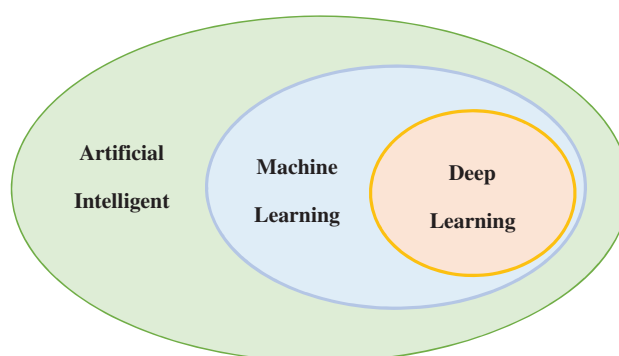 Artificial
Intelligent
Machine
Learning
Deep
Learning